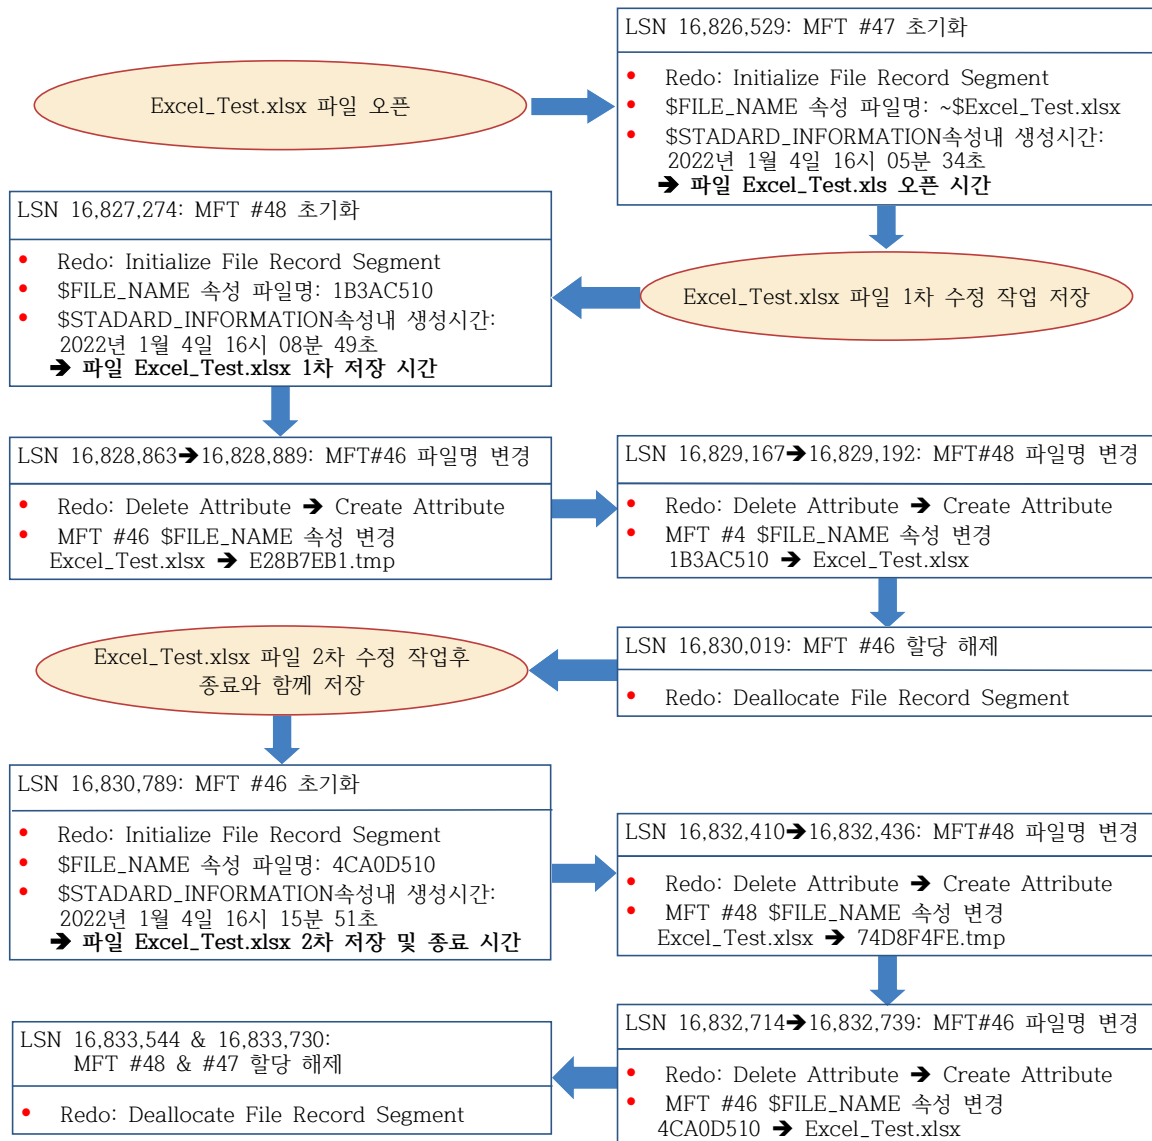 Excel_Test.xlsx 파일 오픈
LSN 16,826,529: MFT #47 초기화
• Redo: Initialize File Record Segment
• $FILE_NAME 속성 파일명: ~$Excel_Test.xlsx
• $STADARD_INFORMATION속성내 생성시간:
2022년 1월 4일 16시 05분 34초
➔ 파일 Excel_Test.xls 오픈 시간
Excel_Test.xlsx 파일 1차 수정 작업 저장
LSN 16,827,274: MFT #48 초기화
• Redo: Initialize File Record Segment
• $FILE_NAME 속성 파일명: 1B3AC510
• $STADARD_INFORMATION속성내 생성시간:
2022년 1월 4일 16시 08분 49초
➔ 파일 Excel_Test.xlsx 1차 저장 시간
LSN 16,828,863➔16,828,889: MFT#46 파일명 변경
• Redo: Delete Attribute ➔ Create Attribute
• MFT #46 $FILE_NAME 속성 변경
Excel_Test.xlsx ➔ E28B7EB1.tmp
LSN 16,829,167➔16,829,192: MFT#48 파일명 변경
• Redo: Delete Attribute ➔ Create Attribute
• MFT #4 $FILE_NAME 속성 변경
1B3AC510 ➔ Excel_Test.xlsx
LSN 16,830,019: MFT #46 할당 해제
• Redo: Deallocate File Record Segment
Excel_Test.xlsx 파일 2차 수정 작업후
종료와 함께 저장
LSN 16,830,789: MFT #46 초기화
• Redo: Initialize File Record Segment
• $FILE_NAME 속성 파일명: 4CA0D510
• $STADARD_INFORMATION속성내 생성시간:
2022년 1월 4일 16시 15분 51초
➔ 파일 Excel_Test.xlsx 2차 저장 및 종료 시간
LSN 16,832,410➔16,832,436: MFT#48 파일명 변경
• Redo: Delete Attribute ➔ Create Attribute
• MFT #48 $FILE_NAME 속성 변경
Excel_Test.xlsx ➔ 74D8F4FE.tmp
LSN 16,832,714➔16,832,739: MFT#46 파일명 변경
• Redo: Delete Attribute ➔ Create Attribute
• MFT #46 $FILE_NAME 속성 변경
4CA0D510 ➔ Excel_Test.xlsx
LSN 16,833,544 & 16,833,730:
MFT #48 & #47 할당 해제
• Redo: Deallocate File Record Segment